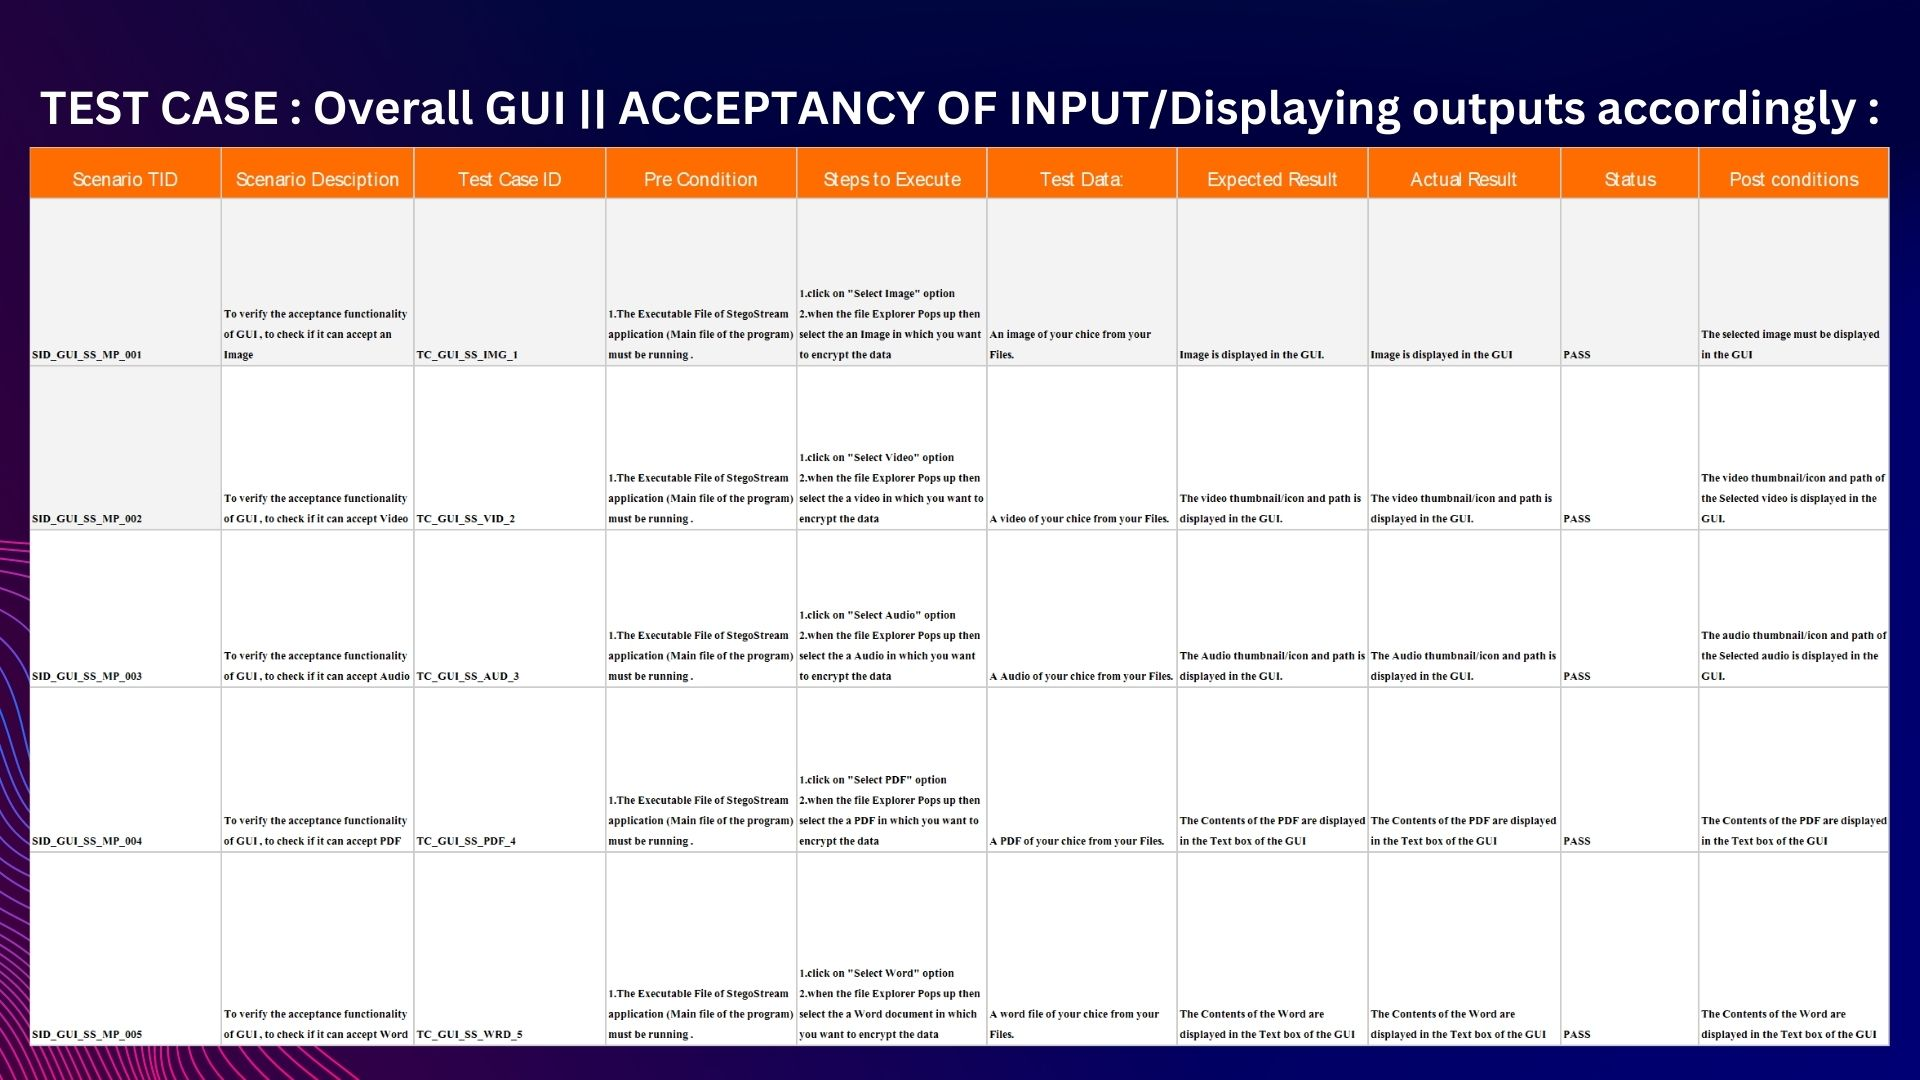 TEST CASE : Overall GUI || ACCEPTANCY OF INPUT/Displaying outputs accordingly :
Scenario TID
Scenario Desciption
Test Case ID
Pre Condition
Steps to Execute
Test Data:
Expected Result
Actual Result
Status
Post conditions
SID_GUI_SS_MP_001
To verify the acceptance functionality
of GUI , to check if it can accept an
Image
TC_GUI_SS_IMG_1
1.The Executable File of StegoStream
application (Main file of the program)
must be running .
1.click on "Select Image" option
2.when the file Explorer Pops up then
select the an Image in which you want
to encrypt the data
An image of your chice from your
Files.
Image is displayed in the GUI.
Image is displayed in the GUI
PASS
The selected image must be displayed
in the GUI
SID_GUI_SS_MP_002
To verify the acceptance functionality
of GUI , to check if it can accept Video
TC_GUI_SS_VID_2
1.The Executable File of StegoStream
application (Main file of the program)
must be running .
1.click on "Select Video" option
2.when the file Explorer Pops up then
select the a video in which you want to
encrypt the data
A video of your chice from your Files.
The video thumbnail/icon and path is
displayed in the GUI.
The video thumbnail/icon and path is
displayed in the GUI.
PASS
The video thumbnail/icon and path of
the Selected video is displayed in the
GUI.
SID_GUI_SS_MP_003
To verify the acceptance functionality
of GUI , to check if it can accept Audio
TC_GUI_SS_AUD_3
1.The Executable File of StegoStream
application (Main file of the program)
must be running .
1.click on "Select Audio" option
2.when the file Explorer Pops up then
select the a Audio in which you want
to encrypt the data
A Audio of your chice from your Files.
The Audio thumbnail/icon and path is
displayed in the GUI.
The Audio thumbnail/icon and path is
displayed in the GUI.
PASS
The audio thumbnail/icon and path of
the Selected audio is displayed in the
GUI.
SID_GUI_SS_MP_004
To verify the acceptance functionality
of GUI , to check if it can accept PDF
TC_GUI_SS_PDF_4
1.The Executable File of StegoStream
application (Main file of the program)
must be running .
1.click on "Select PDF" option
2.when the file Explorer Pops up then
select the a PDF in which you want to
encrypt the data
A PDF of your chice from your Files.
The Contents of the PDF are displayed
in the Text box of the GUI
The Contents of the PDF are displayed
in the Text box of the GUI
PASS
The Contents of the PDF are displayed
in the Text box of the GUI
SID_GUI_SS_MP_005
To verify the acceptance functionality
of GUI , to check if it can accept Word
TC_GUI_SS_WRD_5
1.The Executable File of StegoStream
application (Main file of the program)
must be running .
1.click on "Select Word" option
2.when the file Explorer Pops up then
select the a Word document in which
you want to encrypt the data
A word file of your chice from your
Files.
The Contents of the Word are
displayed in the Text box of the GUI
The Contents of the Word are
displayed in the Text box of the GUI
PASS
The Contents of the Word are
displayed in the Text box of the GUI